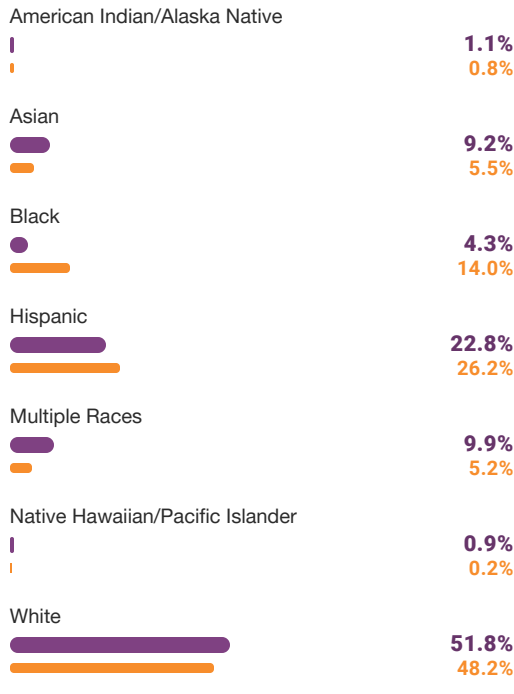 American Indian/Alaska Native
1.1%
0.8%
Asian
9.2%
5.5%
Black
4.3%
14.0%
Hispanic
22.8%
26.2%
Multiple Races
9.9%
5.2%
Native Hawaiian/Pacific Islander
0.9%
0.2%
White
51.8%
48.2%